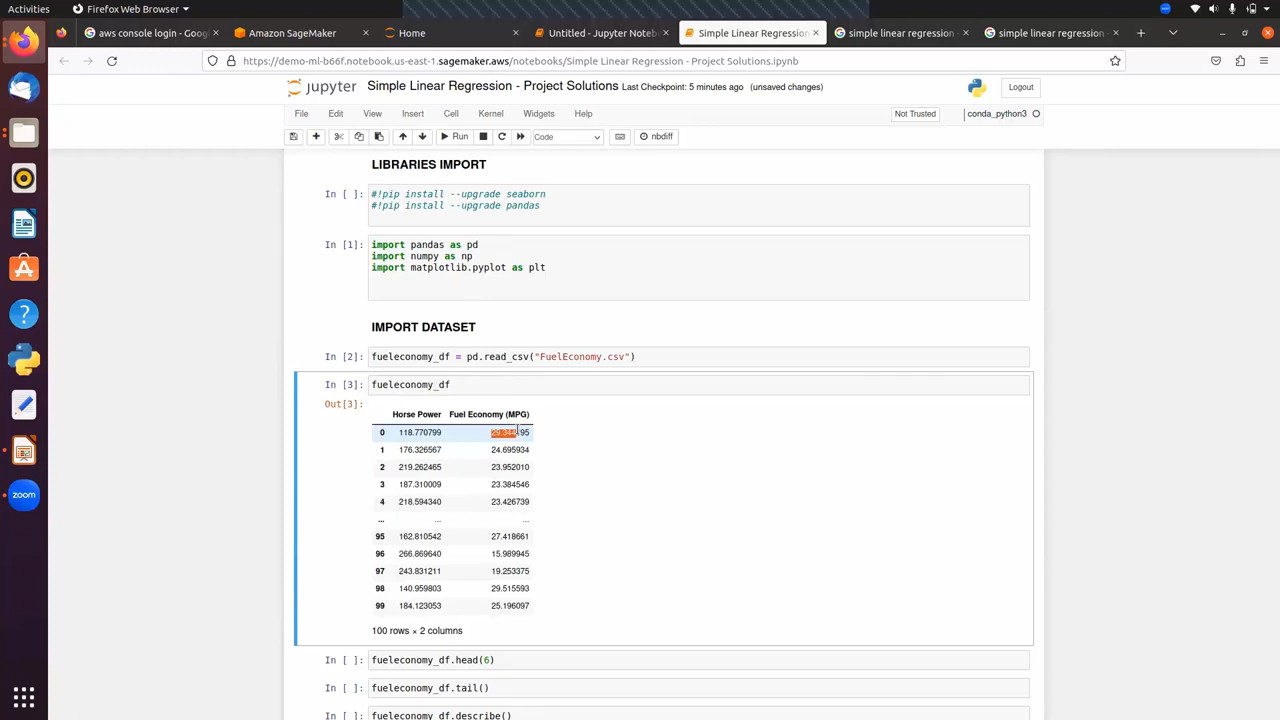 Activities
Firefox Web Browser
aws console login - Googl
Amazon SageMaker
Home
Untitled - Jupyter Noteb
Simple Linear Regression
simple linear regression
simple linear regression
https://demo-ml-b66f.notebook.us-east-1.sagemaker.aws/notebooks/Simple Linear Regression - Project Solutions.ipynb
jupyter Simple Linear Regression - Project Solutions Last Checkpoint: 5 minutes ago (unsaved changes)
Logout
File Edit View Insert Cell Kernel Widgets Help
Not Trusted
conda_python3
Run
Code
nbdiff
LIBRARIES IMPORT
In [ ]: #!pip install --upgrade seaborn
#!pip install --upgrade pandas
In [1]: import pandas as pd
import numpy as np
import matplotlib.pyplot as plt
IMPORT DATASET
In [2]: fueleconomy_df = pd.read_csv("FuelEconomy.csv")
In [3]: fueleconomy_df
Out[3]:
Horse Power Fuel Economy (MPG)
0 118.770799
1 176.326567 24.695934
2 219.262465 23.952010
3 187.310009 23.384546
4 218.594340 23.426739
... ... ...
95 162.810542 27.418661
96 266.869640 15.989945
97 243.831211 19.253375
98 140.959803 29.515593
99 184.123053 25.196097
100 rows × 2 columns
In [ ]: fueleconomy_df.head(6)
In [ ]: fueleconomy_df.tail()
In [ ]: fueleconomy_df.describe()
zoom